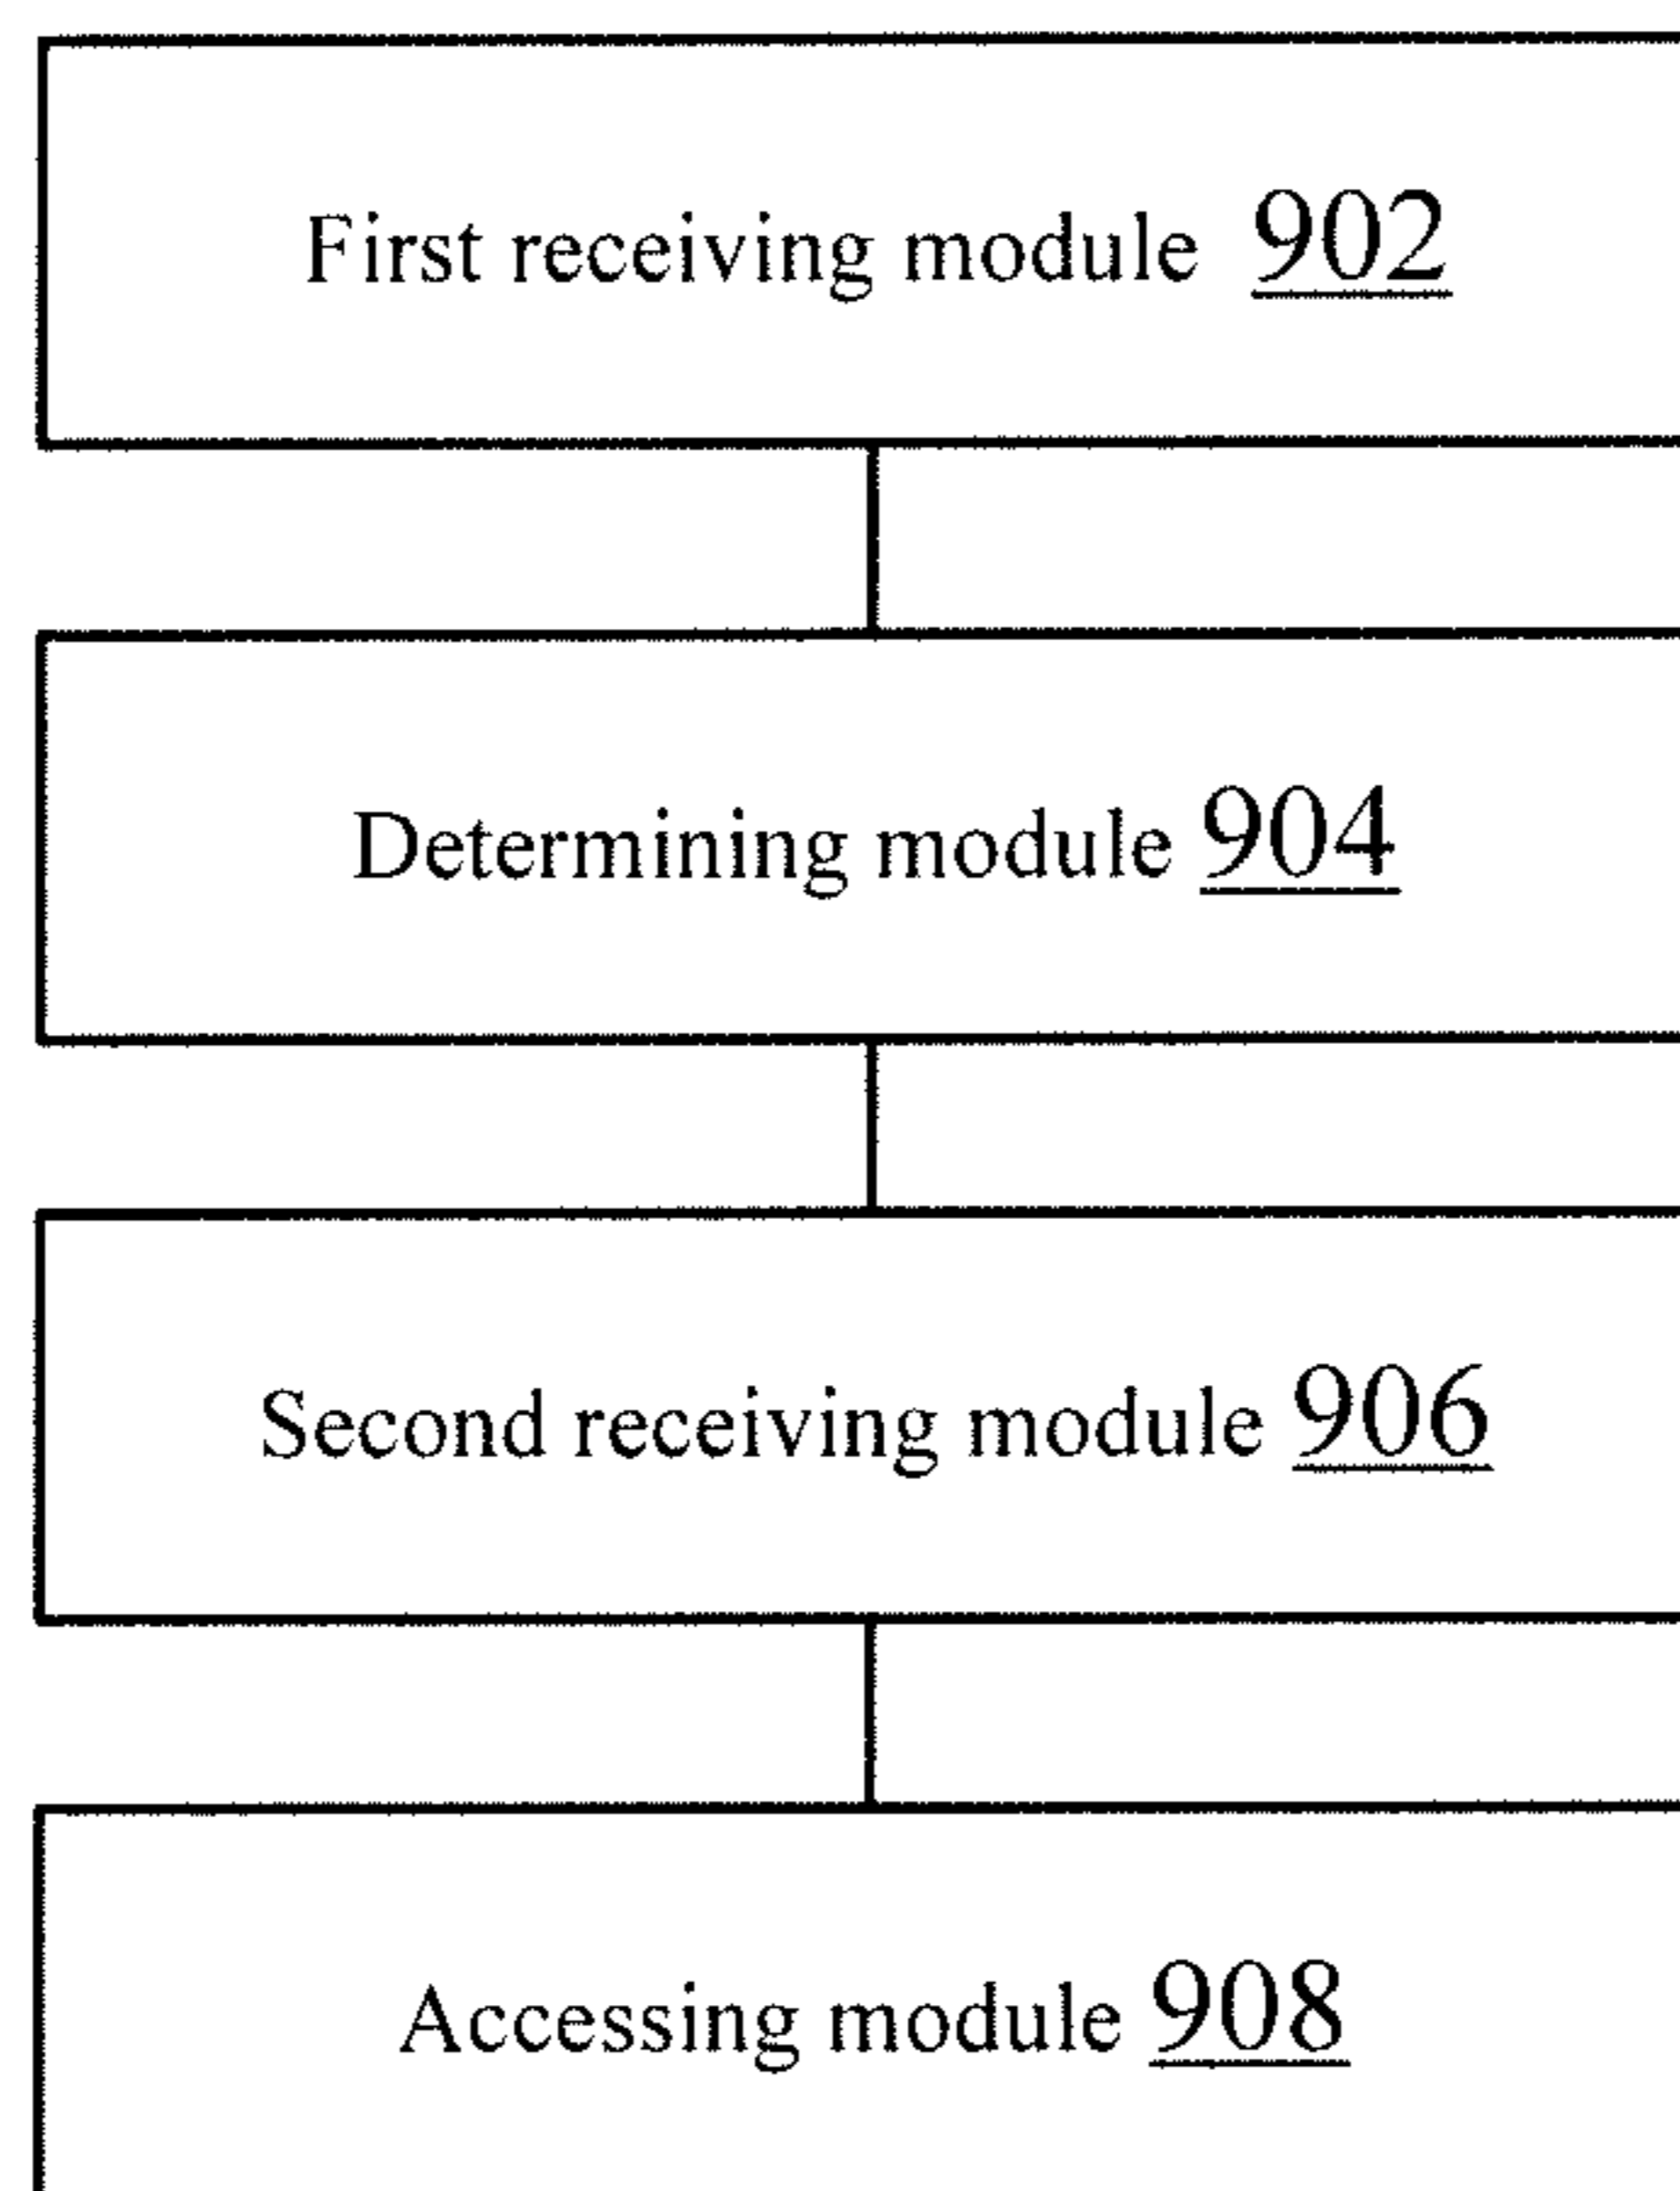 First receiving module 902
Determining module 904
Second receiving module 906
Accessing module 908